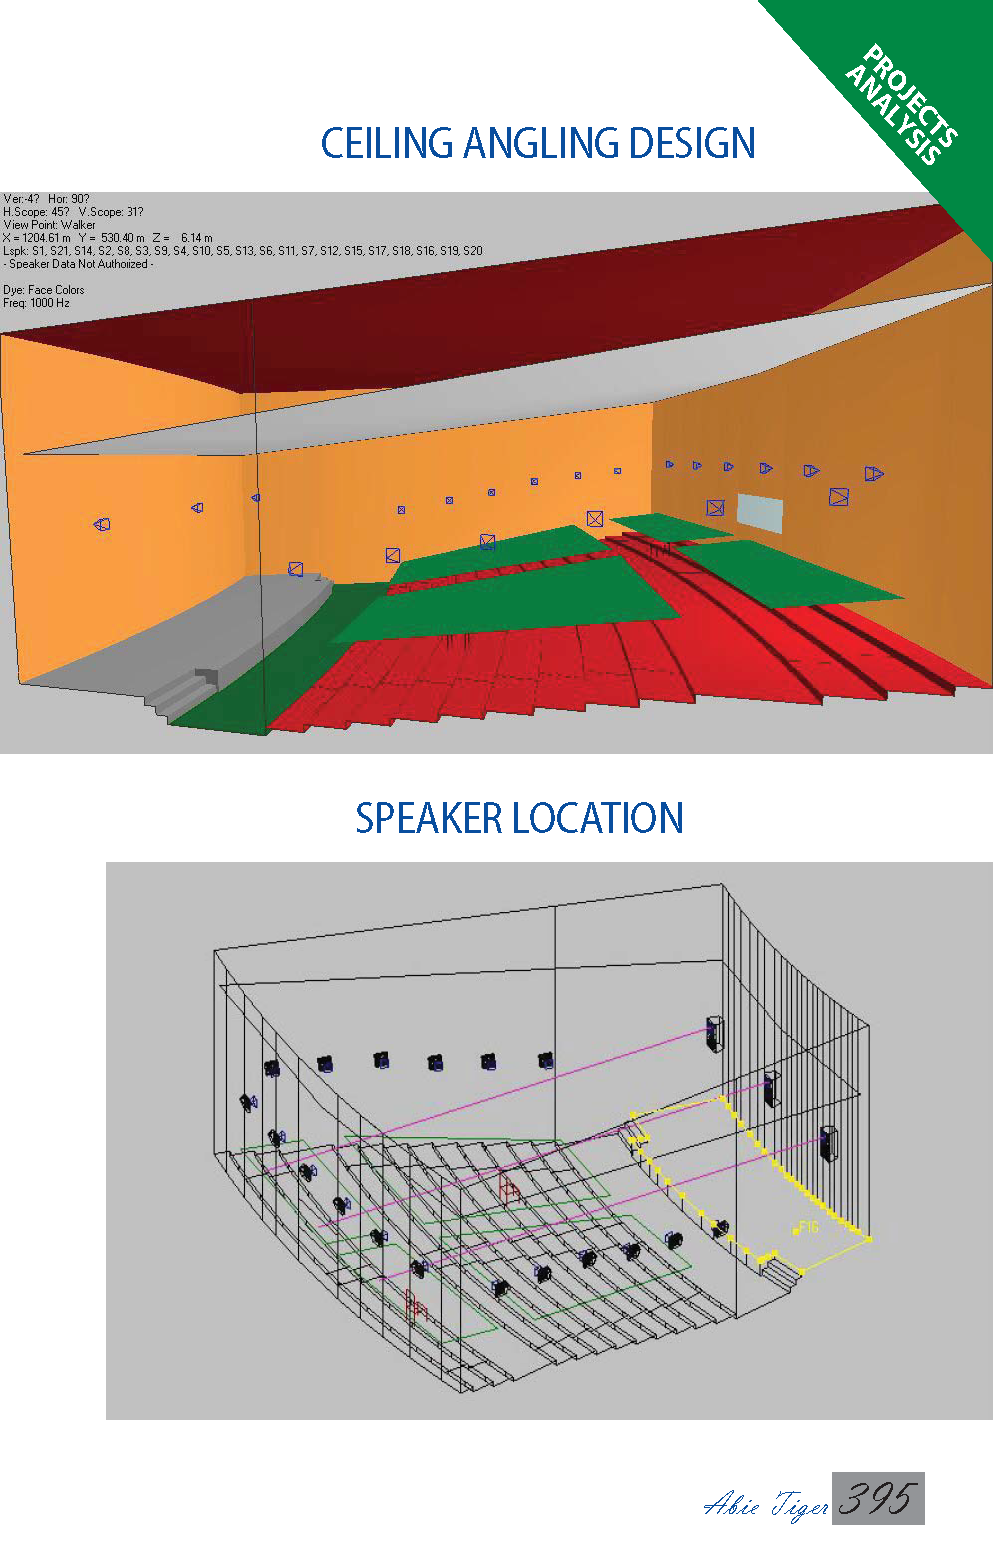 PROJECTS
ANALYSIS
CEILING ANGLING DESIGN
Ver:-4? Hor: 90?
H.Scope: 45? V.Scope: 31?
View Point: Walker
X = 1204.61 m Y = 530.40 m Z = 6.14 m
Lspk: S1, S21, S14, S2, S8, S3, S9, S4, S10, S5, S13, S6, S11, S7, S12, S15, S17, S18, S16, S19, S20
- Speaker Data Not Authoized -
Dye: Face Colors
Freq: 1000 Hz
SPEAKER LOCATION
F16
Abie Tiger 395